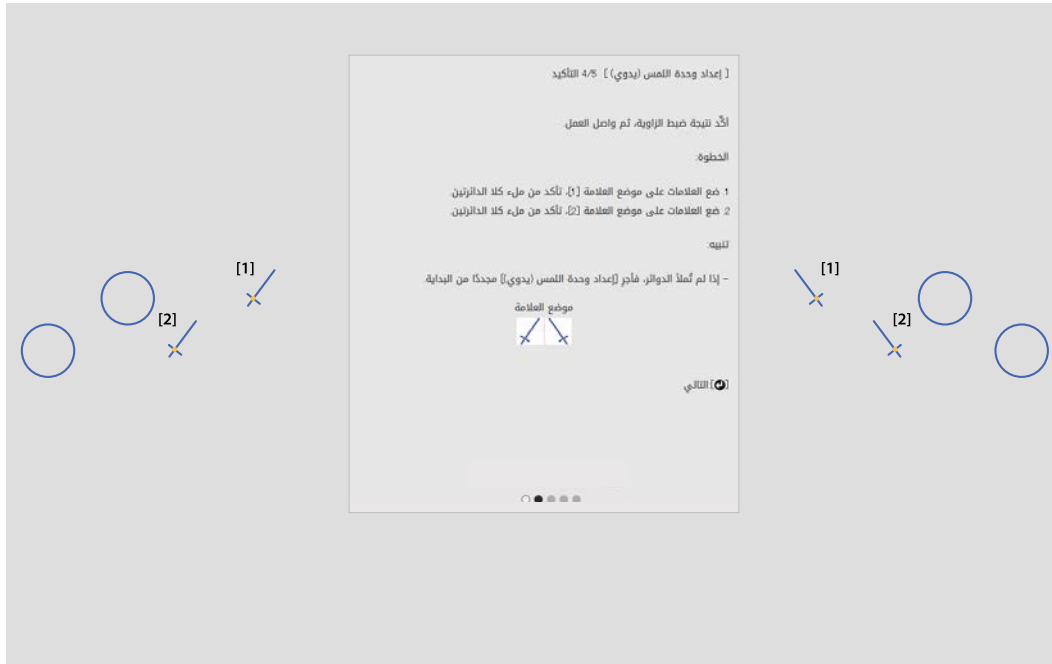 [ إعداد وحدة اللمس (يدوي) ] 4/5 التأكيد
أكِّد نتيجة ضبط الزاوية، ثم واصل العمل.
الخطوة:
1 ضع العلامات على موضع العلامة [1]، تأكد من ملء كلا الدائرتين.
2 ضع العلامات على موضع العلامة [2]، تأكد من ملء كلا الدائرتين.
تنبيه:
– إذا لم تُملأ الدوائر، فأجرِ [إعداد وحدة اللمس (يدوي)] مجددًا من البداية.
موضع العلامة
[1]
[1]
[2]
[2]
[] التالي